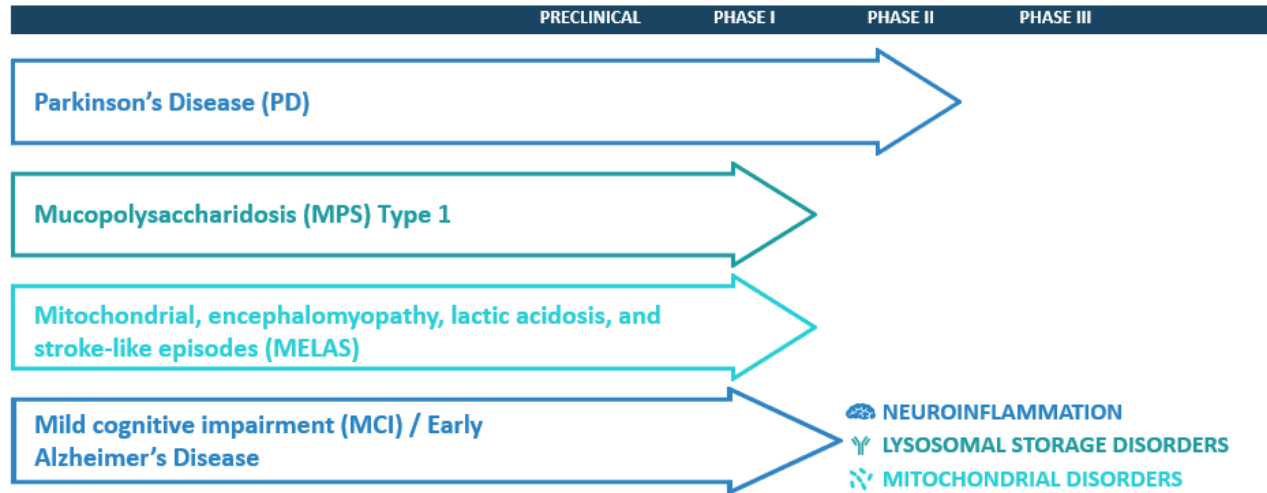 PRECLINICAL PHASE I PHASE II PHASE III
Parkinson's Disease (PD)
Mucopolysaccharidosis (MPS) Type 1
Mitochondrial, encephalomyopathy, lactic acidosis, and
stroke-like episodes (MELAS)
Mild cognitive impairment (MCI) / Early
Alzheimer's Disease
NEUROINFLAMMATION
LYSOSOMAL STORAGE DISORDERS
MITOCHONDRIAL DISORDERS